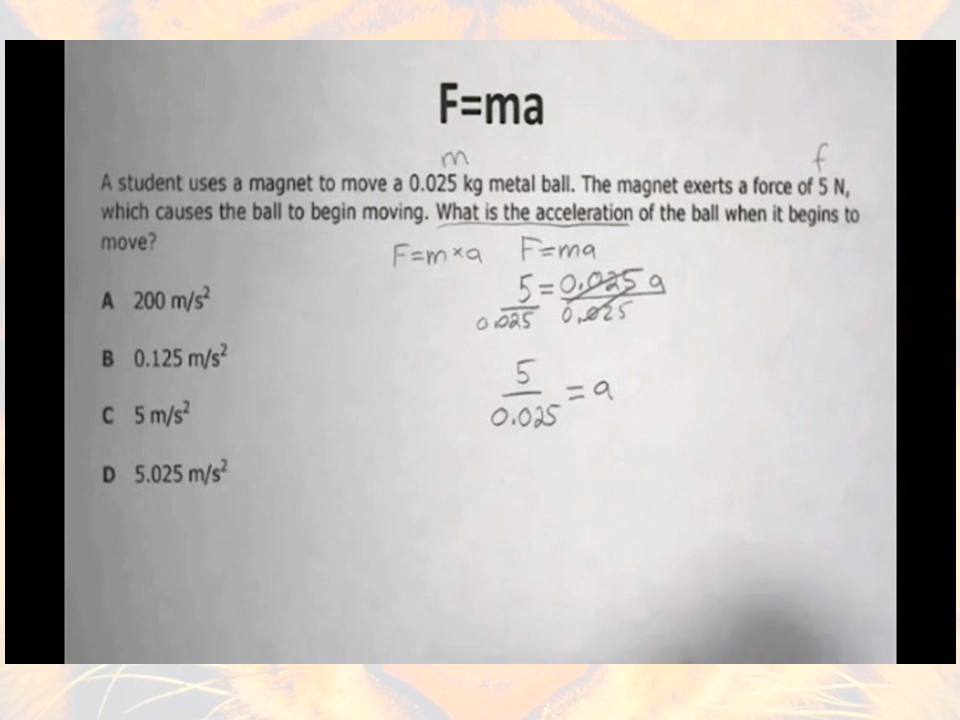 F=ma
m
f
A student uses a magnet to move a 0.025 kg metal ball. The magnet exerts a force of 5 N,
which causes the ball to begin moving. What is the acceleration of the ball when it begins to
move?
F=m×a F=ma
5 = 0.025 a
0.025 0.025
A 200 m/s²
B 0.125 m/s²
5
0.025 = a
C 5 m/s²
D 5.025 m/s²